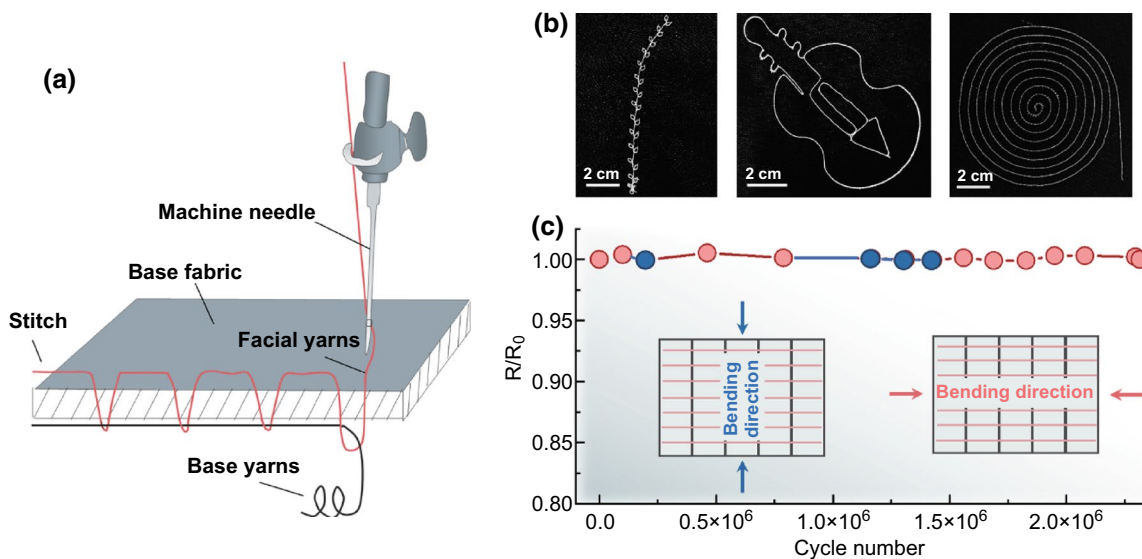 (a)
Machine needle
Base fabric
Stitch
Facial yarns
Base yarns
(b)
2 cm
2 cm
2 cm
(c)
R/R₀
1.00
0.95
0.90
0.85
0.80
Bending
direction
Bending direction
0.0
0.5×10⁶
1.0×10⁶
1.5×10⁶
2.0×10⁶
Cycle number